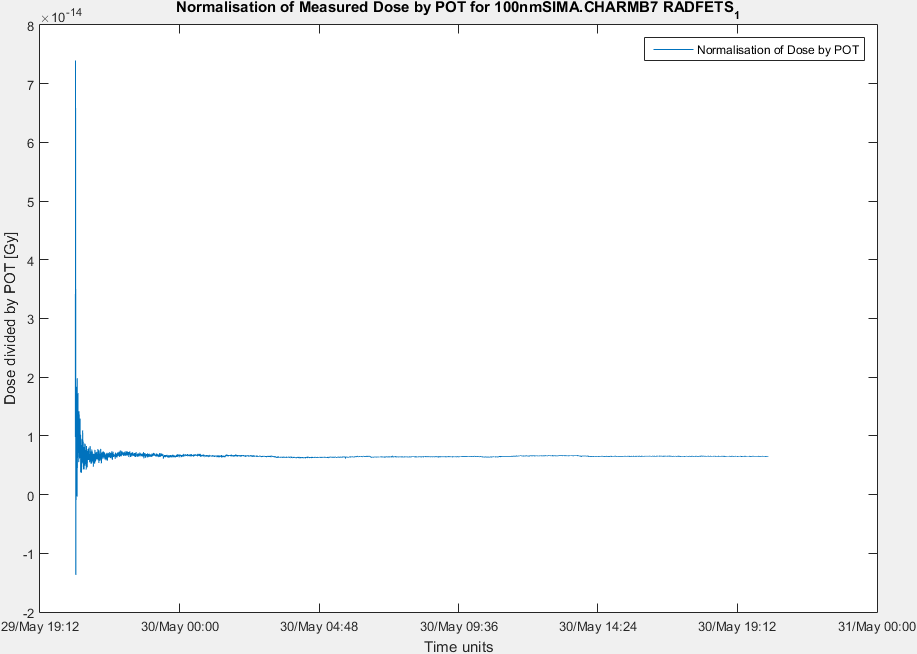 Normalisation of Measured Dose by POT for 100nmSIMA.CHARMB7 RADFETS_1
×10^-14
Normalisation of Dose by POT
8
7
6
5
4
3
2
1
0
-1
-2
Dose divided by POT [Gy]
29/May 19:12 30/May 00:00 30/May 04:48 30/May 09:36 30/May 14:24 30/May 19:12 31/May 00:00
Time units